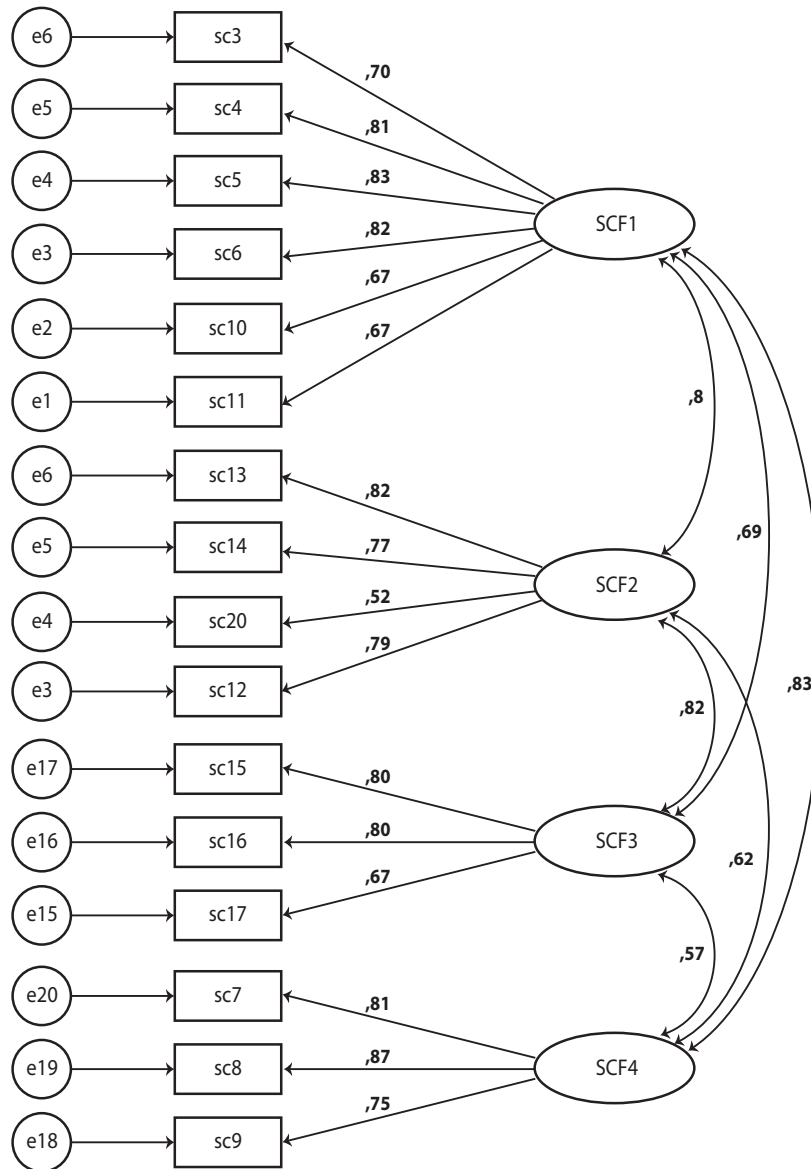 e6 sc3 ,70
e5 sc4 ,81
e4 sc5 ,83
SCF1
e3 sc6 ,82
e2 sc10 ,67
e1 sc11 ,67
,8
e6 sc13 ,82
,69
e5 sc14 ,77
SCF2
e4 sc20 ,52
e3 sc12 ,79
,83
,82
e17 sc15 ,80
e16 sc16 ,80
SCF3
,62
e15 sc17 ,67
,57
e20 sc7 ,81
e19 sc8 ,87
SCF4
e18 sc9 ,75